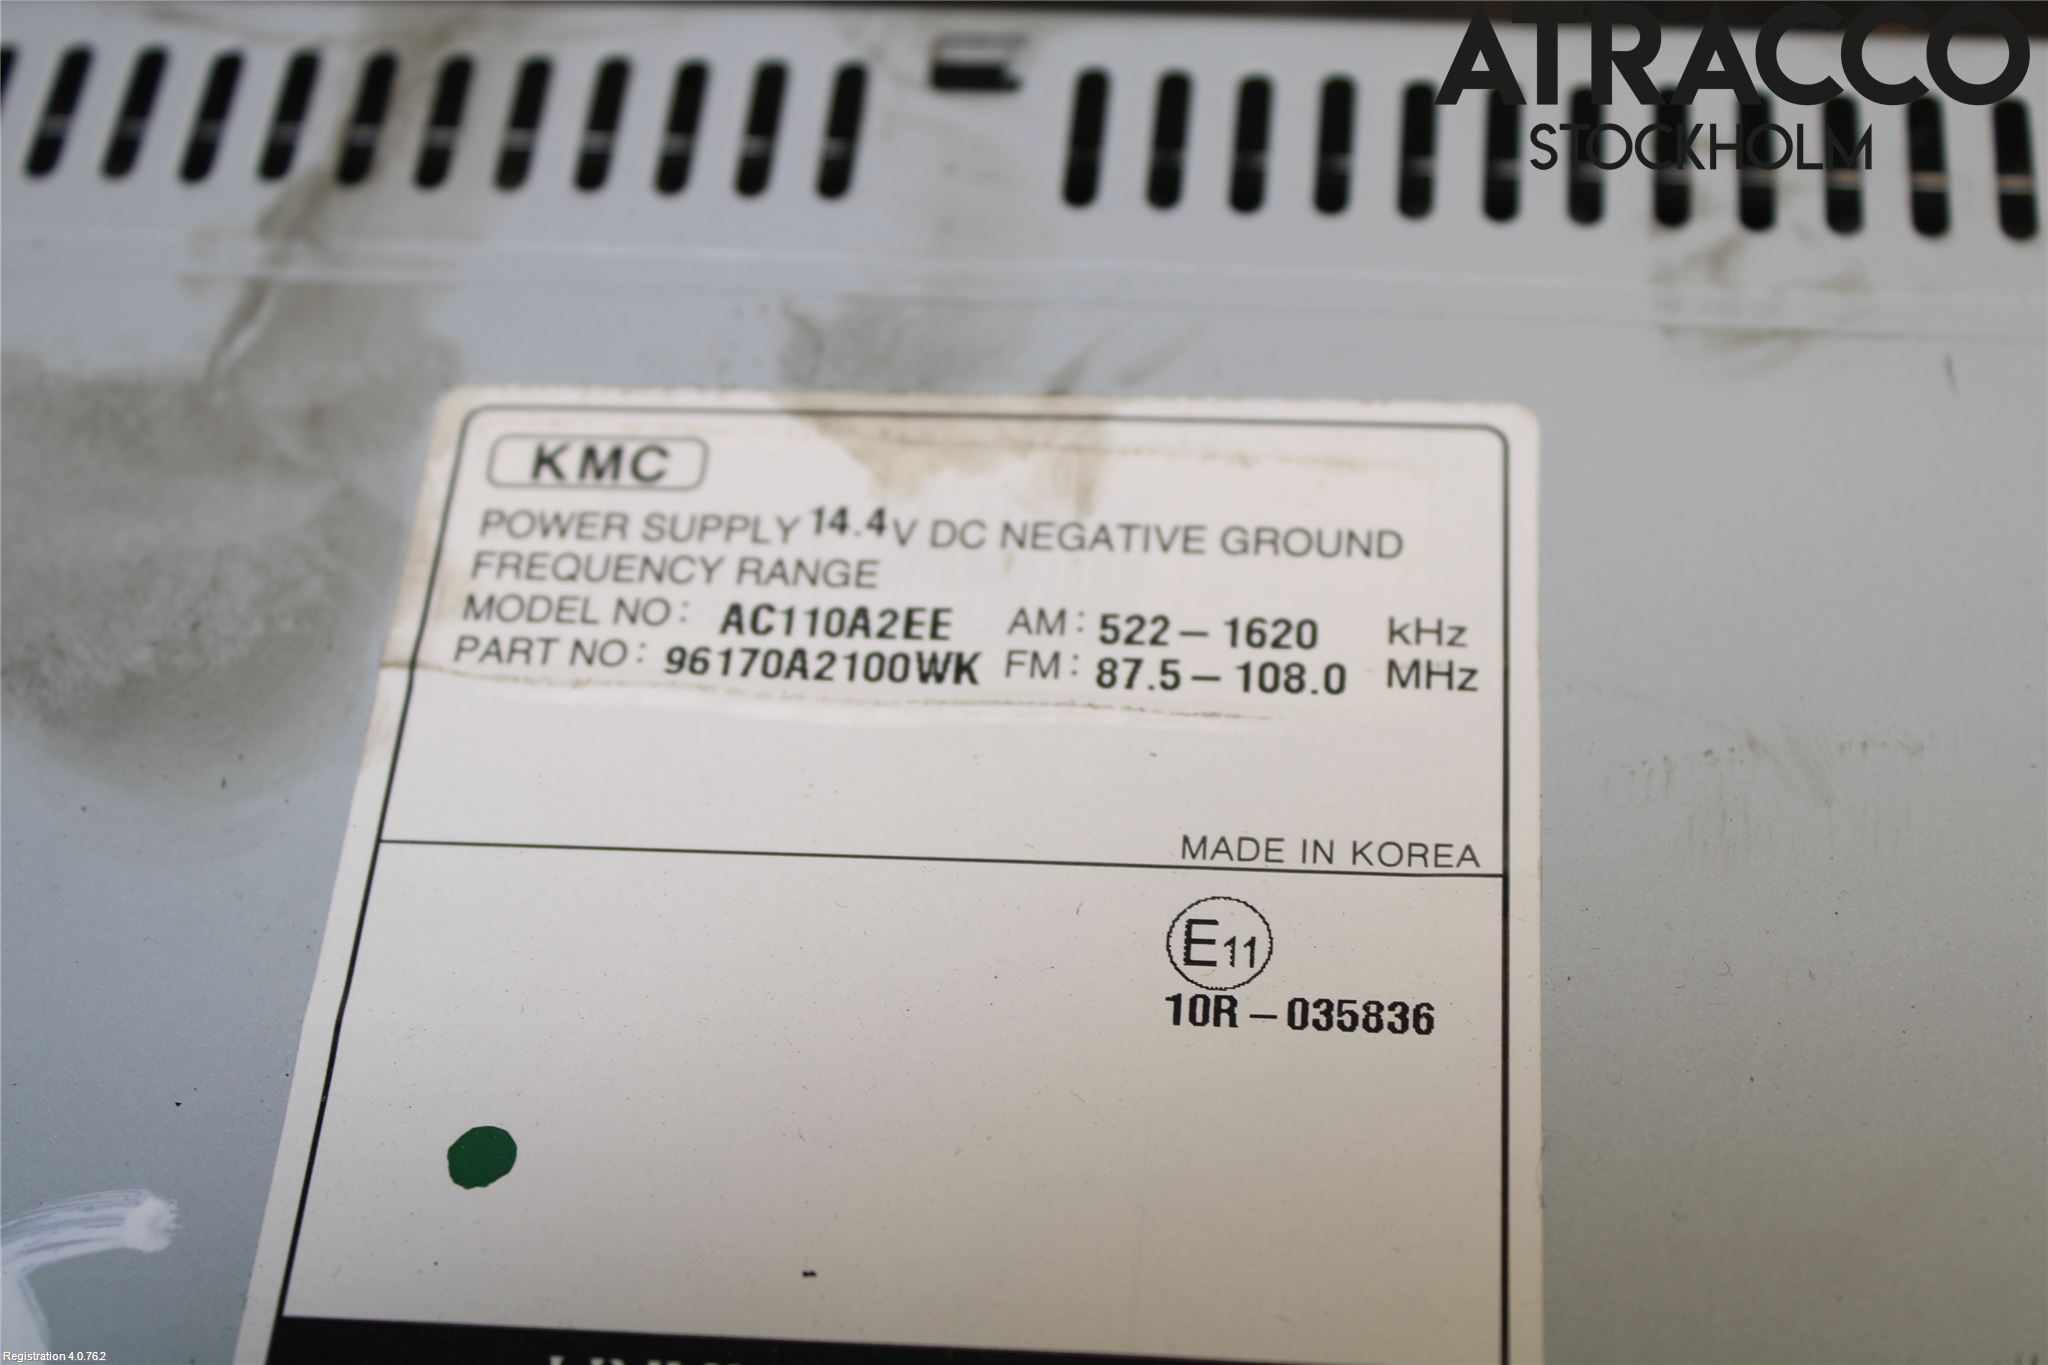 ATRACCO
STOCKHOLM
KMC
POWER SUPPLY 14.4V DC NEGATIVE GROUND
FREQUENCY RANGE
MODEL NO: AC110A2EE AM: 522-1620 kHz
PART NO: 96170A2100WK FM: 87.5-108.0 MHz
MADE IN KOREA
E11
10R-035836
Registration 4.0.762